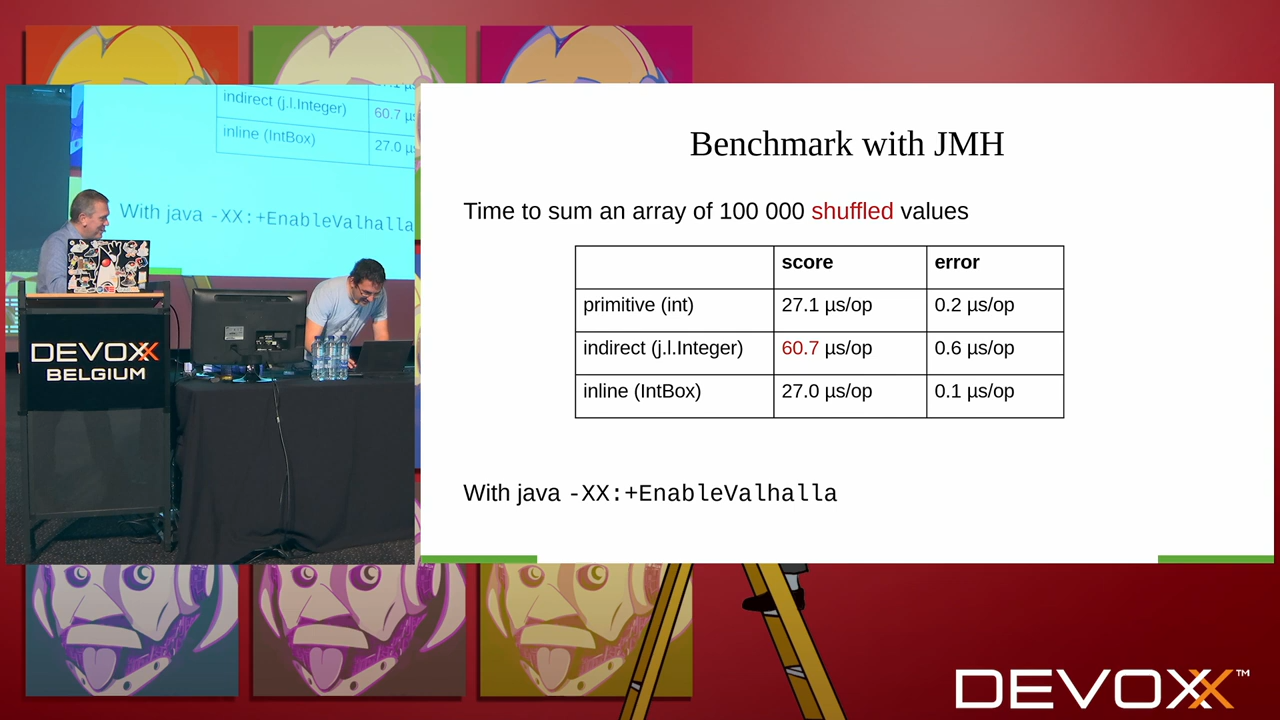 indirect (j.l.Integer) 60.7 µs
inline (IntBox) 27.0 µs
With java -XX:+EnableValhalla
DEVOXX
BELGIUM
Benchmark with JMH
Time to sum an array of 100 000 shuffled values
score error
primitive (int) 27.1 µs/op 0.2 µs/op
indirect (j.l.Integer) 60.7 µs/op 0.6 µs/op
inline (IntBox) 27.0 µs/op 0.1 µs/op
With java -XX:+EnableValhalla
DEVOXX™